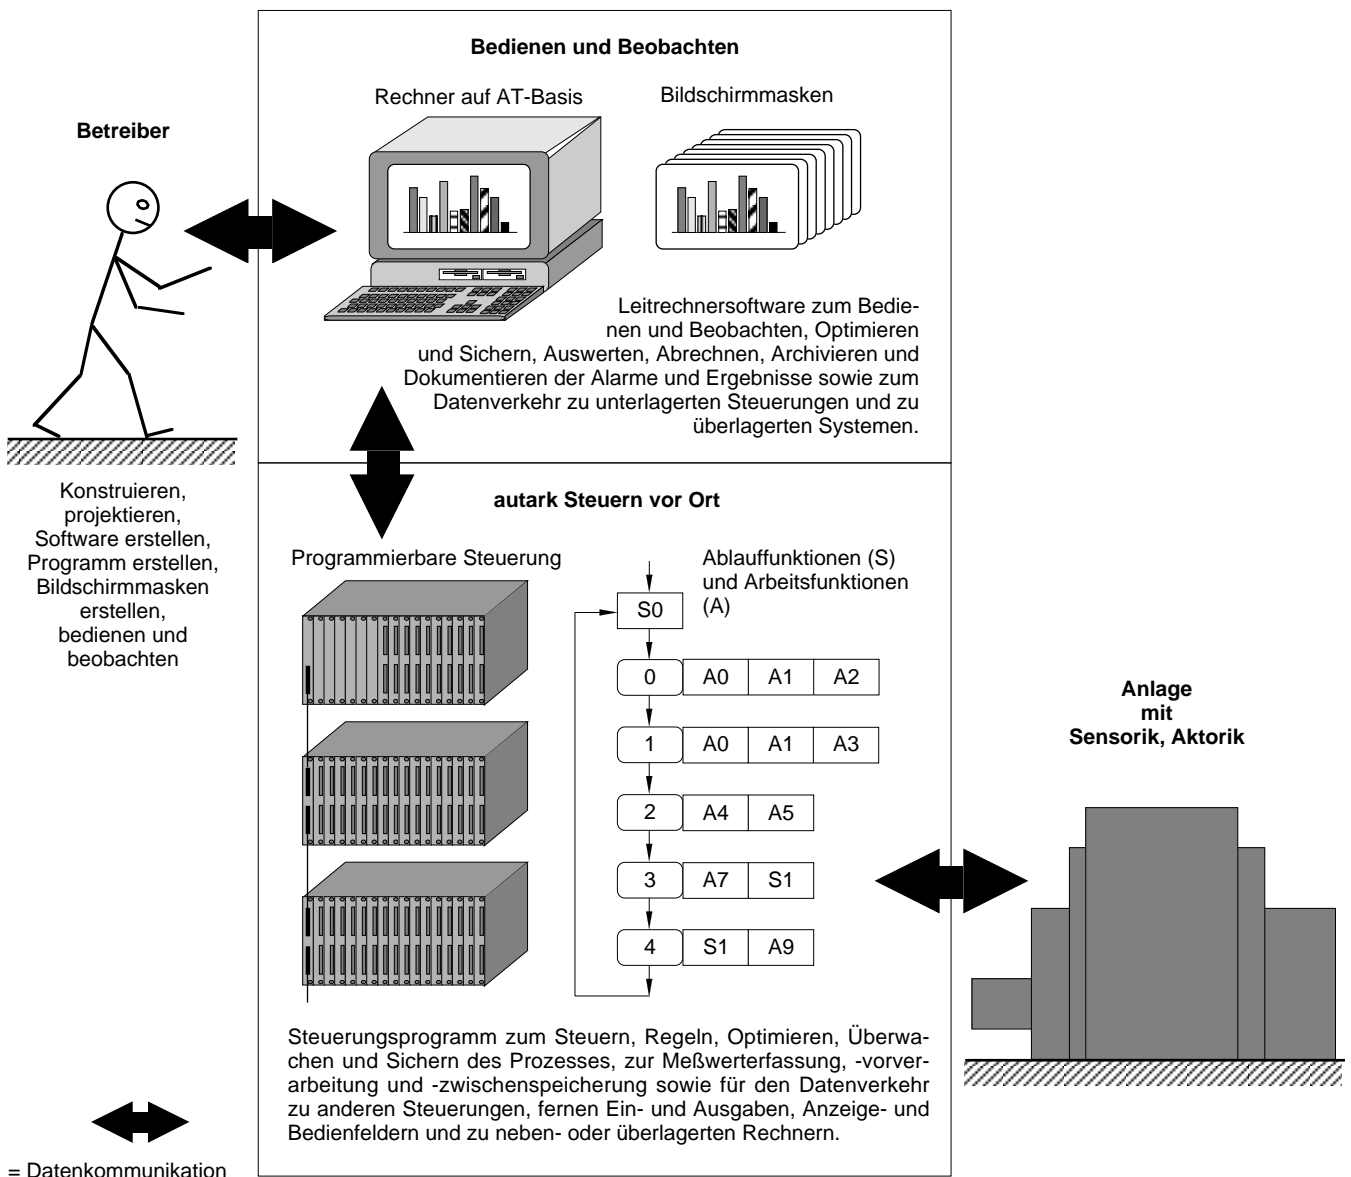 Bedienen und Beobachten
Rechner auf AT-Basis
Bildschirmmasken
Betreiber
Leitrechnersoftware zum Bedie-
nen und Beobachten, Optimieren
und Sichern, Auswerten, Abrechnen, Archivieren und
Dokumentieren der Alarme und Ergebnisse sowie zum
Datenverkehr zu unterlagerten Steuerungen und zu
überlagerten Systemen.
Konstruieren,
projektieren,
Software erstellen,
Programm erstellen,
Bildschirmmasken
erstellen,
bedienen und
beobachten
autark Steuern vor Ort
Programmierbare Steuerung
Ablauffunktionen (S)
und Arbeitsfunktionen
(A)
S0
0 A0 A1 A2
1 A0 A1 A3
2 A4 A5
3 A7 S1
4 S1 A9
Anlage
mit
Sensorik, Aktorik
Steuerungsprogramm zum Steuern, Regeln, Optimieren, Überwa-
chen und Sichern des Prozesses, zur Meßwerterfassung, -vorver-
arbeitung und -zwischenspeicherung sowie für den Datenverkehr
zu anderen Steuerungen, fernen Ein- und Ausgaben, Anzeige- und
Bedienfeldern und zu neben- oder überlagerten Rechnern.
= Datenkommunikation